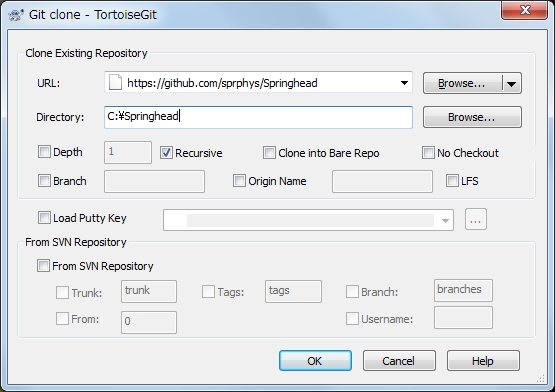 Git clone - TortoiseGit
Clone Existing Repository
URL: https://github.com/sprphys/Springhead Browse...
Directory: C:¥Springhead Browse...
Depth 1 Recursive Clone into Bare Repo No Checkout
Branch Origin Name LFS
Load Putty Key ...
From SVN Repository
From SVN Repository
Trunk: trunk Tags: tags Branch: branches
From: 0 Username:
OK Cancel Help